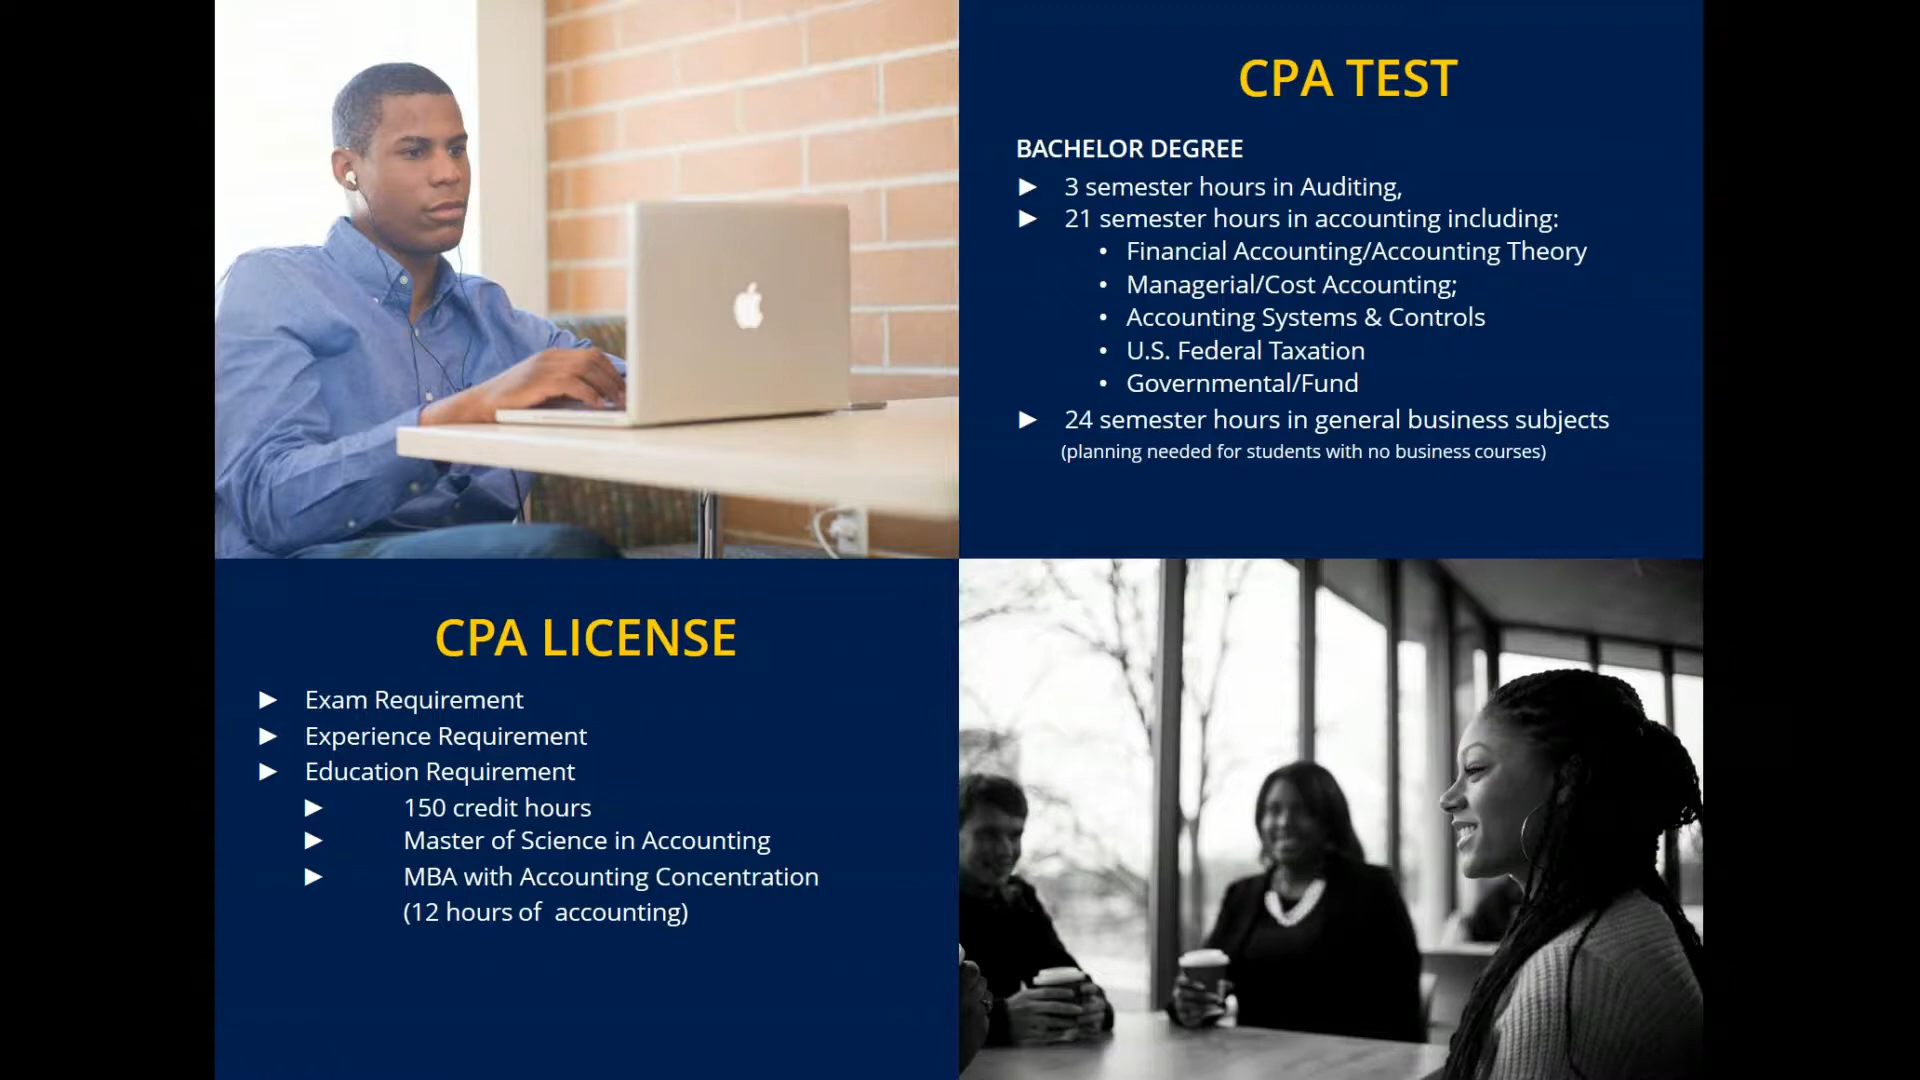 CPA TEST
BACHELOR DEGREE
► 3 semester hours in Auditing,
► 21 semester hours in accounting including:
• Financial Accounting/Accounting Theory
• Managerial/Cost Accounting;
• Accounting Systems & Controls
• U.S. Federal Taxation
• Governmental/Fund
► 24 semester hours in general business subjects
(planning needed for students with no business courses)
CPA LICENSE
► Exam Requirement
► Experience Requirement
► Education Requirement
► 150 credit hours
► Master of Science in Accounting
► MBA with Accounting Concentration
(12 hours of accounting)